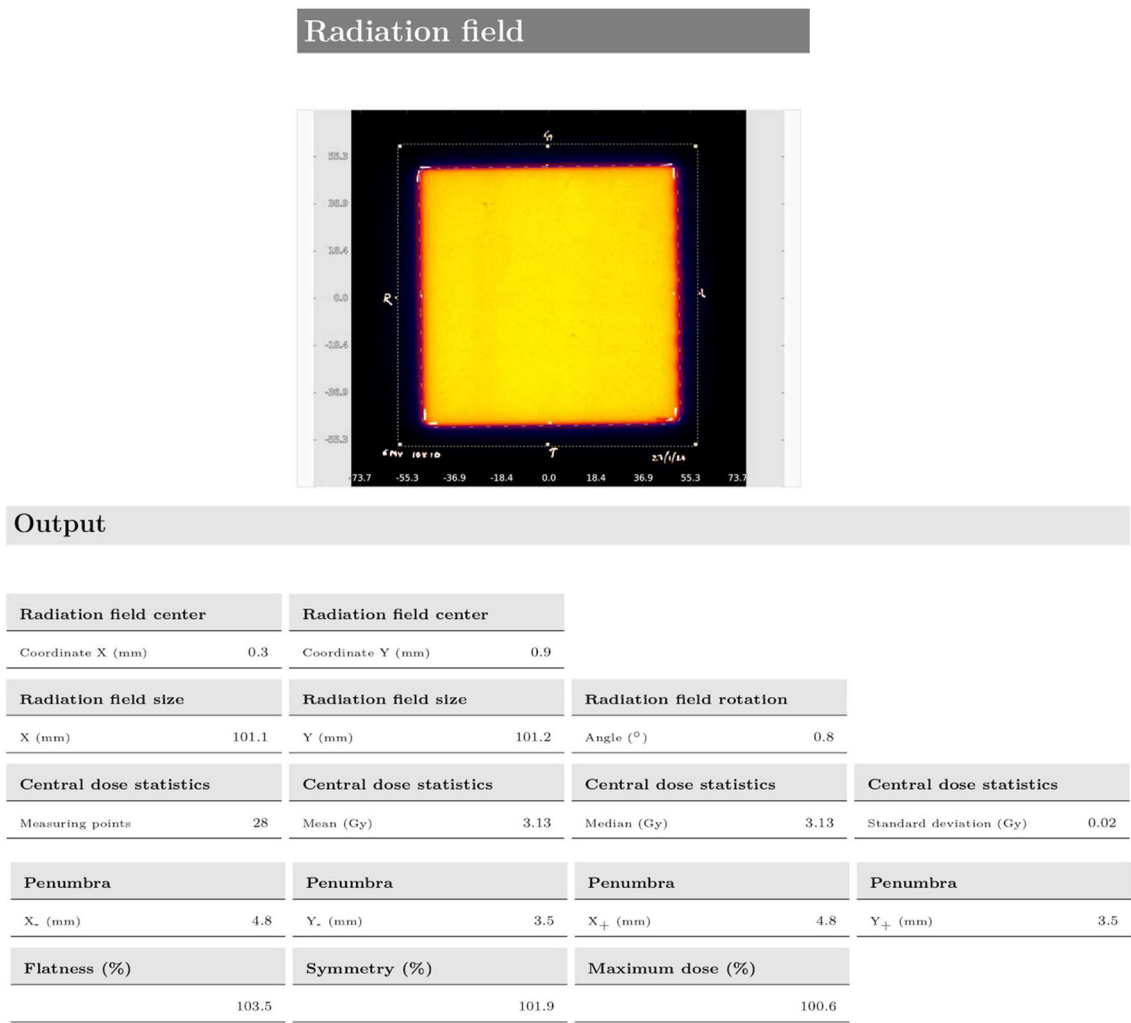 Radiation field
G
55.3
36.9
18.4
0.0
R
-18.4
-36.9
-55.3
6MV 10X10
T
-73.7 -55.3 -36.9 -18.4 0.0 18.4 36.9 55.3 73.7
Output
Radiation field center Radiation field center
Coordinate X (mm) 0.3 Coordinate Y (mm) 0.9
Radiation field size Radiation field size Radiation field rotation
X (mm) 101.1 Y (mm) 101.2 Angle (°) 0.8
Central dose statistics Central dose statistics Central dose statistics Central dose statistics
Measuring points 28 Mean (Gy) 3.13 Median (Gy) 3.13 Standard deviation (Gy) 0.02
Penumbra Penumbra Penumbra Penumbra
X- (mm) 4.8 Y- (mm) 3.5 X+ (mm) 4.8 Y+ (mm) 3.5
Flatness (%) Symmetry (%) Maximum dose (%)
103.5 101.9 100.6